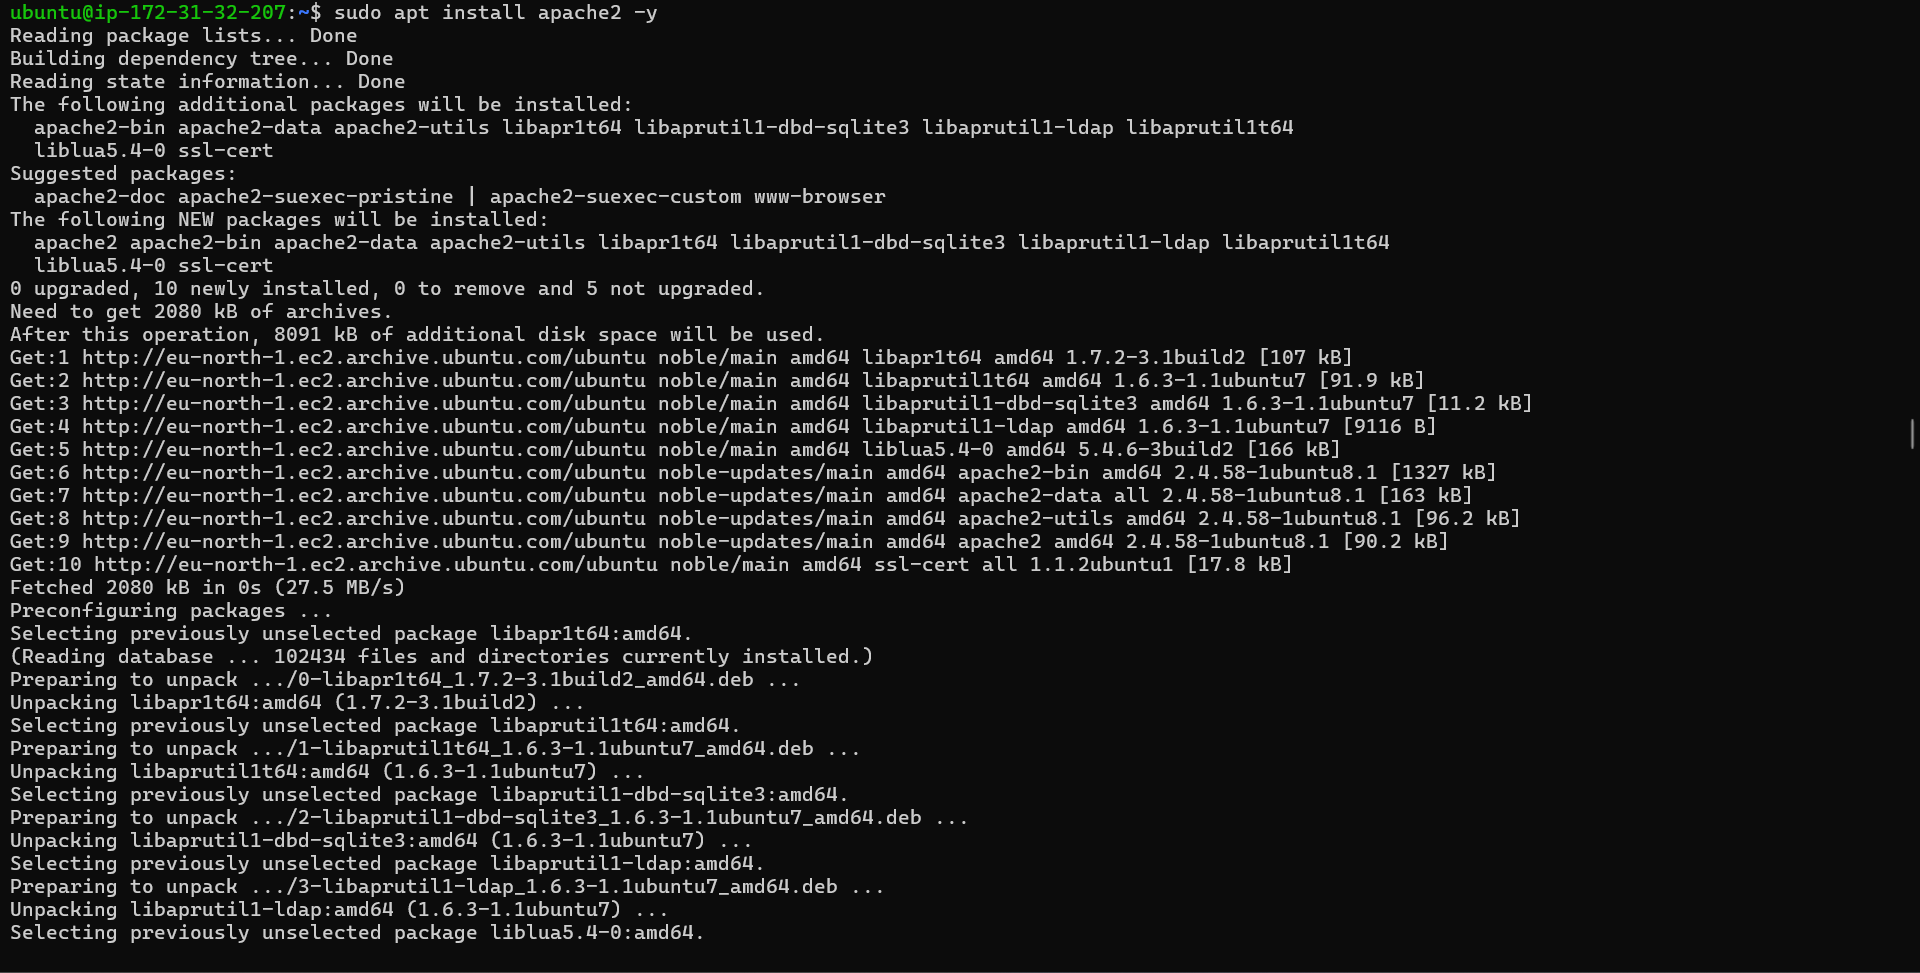 ubuntu@ip-172-31-32-207:~$ sudo apt install apache2 -y
Reading package lists... Done
Building dependency tree... Done
Reading state information... Done
The following additional packages will be installed:
  apache2-bin apache2-data apache2-utils libapr1t64 libaprutil1-dbd-sqlite3 libaprutil1-ldap libaprutil1t64
  liblua5.4-0 ssl-cert
Suggested packages:
  apache2-doc apache2-suexec-pristine | apache2-suexec-custom www-browser
The following NEW packages will be installed:
  apache2 apache2-bin apache2-data apache2-utils libapr1t64 libaprutil1-dbd-sqlite3 libaprutil1-ldap libaprutil1t64
  liblua5.4-0 ssl-cert
0 upgraded, 10 newly installed, 0 to remove and 5 not upgraded.
Need to get 2080 kB of archives.
After this operation, 8091 kB of additional disk space will be used.
Get:1 http://eu-north-1.ec2.archive.ubuntu.com/ubuntu noble/main amd64 libapr1t64 amd64 1.7.2-3.1build2 [107 kB]
Get:2 http://eu-north-1.ec2.archive.ubuntu.com/ubuntu noble/main amd64 libaprutil1t64 amd64 1.6.3-1.1ubuntu7 [91.9 kB]
Get:3 http://eu-north-1.ec2.archive.ubuntu.com/ubuntu noble/main amd64 libaprutil1-dbd-sqlite3 amd64 1.6.3-1.1ubuntu7 [11.2 kB]
Get:4 http://eu-north-1.ec2.archive.ubuntu.com/ubuntu noble/main amd64 libaprutil1-ldap amd64 1.6.3-1.1ubuntu7 [9116 B]
Get:5 http://eu-north-1.ec2.archive.ubuntu.com/ubuntu noble/main amd64 liblua5.4-0 amd64 5.4.6-3build2 [166 kB]
Get:6 http://eu-north-1.ec2.archive.ubuntu.com/ubuntu noble-updates/main amd64 apache2-bin amd64 2.4.58-1ubuntu8.1 [1327 kB]
Get:7 http://eu-north-1.ec2.archive.ubuntu.com/ubuntu noble-updates/main amd64 apache2-data all 2.4.58-1ubuntu8.1 [163 kB]
Get:8 http://eu-north-1.ec2.archive.ubuntu.com/ubuntu noble-updates/main amd64 apache2-utils amd64 2.4.58-1ubuntu8.1 [96.2 kB]
Get:9 http://eu-north-1.ec2.archive.ubuntu.com/ubuntu noble-updates/main amd64 apache2 amd64 2.4.58-1ubuntu8.1 [90.2 kB]
Get:10 http://eu-north-1.ec2.archive.ubuntu.com/ubuntu noble/main amd64 ssl-cert all 1.1.2ubuntu1 [17.8 kB]
Fetched 2080 kB in 0s (27.5 MB/s)
Preconfiguring packages ...
Selecting previously unselected package libapr1t64:amd64.
(Reading database ... 102434 files and directories currently installed.)
Preparing to unpack .../0-libapr1t64_1.7.2-3.1build2_amd64.deb ...
Unpacking libapr1t64:amd64 (1.7.2-3.1build2) ...
Selecting previously unselected package libaprutil1t64:amd64.
Preparing to unpack .../1-libaprutil1t64_1.6.3-1.1ubuntu7_amd64.deb ...
Unpacking libaprutil1t64:amd64 (1.6.3-1.1ubuntu7) ...
Selecting previously unselected package libaprutil1-dbd-sqlite3:amd64.
Preparing to unpack .../2-libaprutil1-dbd-sqlite3_1.6.3-1.1ubuntu7_amd64.deb ...
Unpacking libaprutil1-dbd-sqlite3:amd64 (1.6.3-1.1ubuntu7) ...
Selecting previously unselected package libaprutil1-ldap:amd64.
Preparing to unpack .../3-libaprutil1-ldap_1.6.3-1.1ubuntu7_amd64.deb ...
Unpacking libaprutil1-ldap:amd64 (1.6.3-1.1ubuntu7) ...
Selecting previously unselected package liblua5.4-0:amd64.